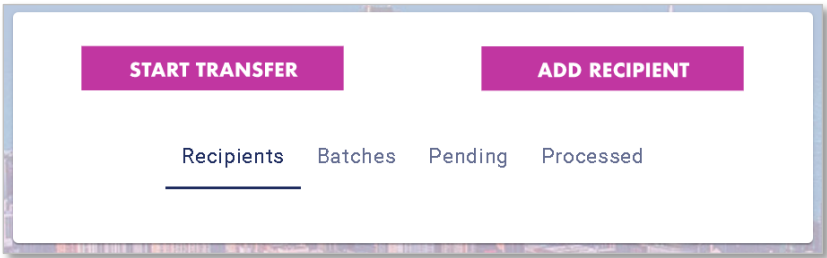 START TRANSFER ADD RECIPIENT
Recipients Batches Pending Processed